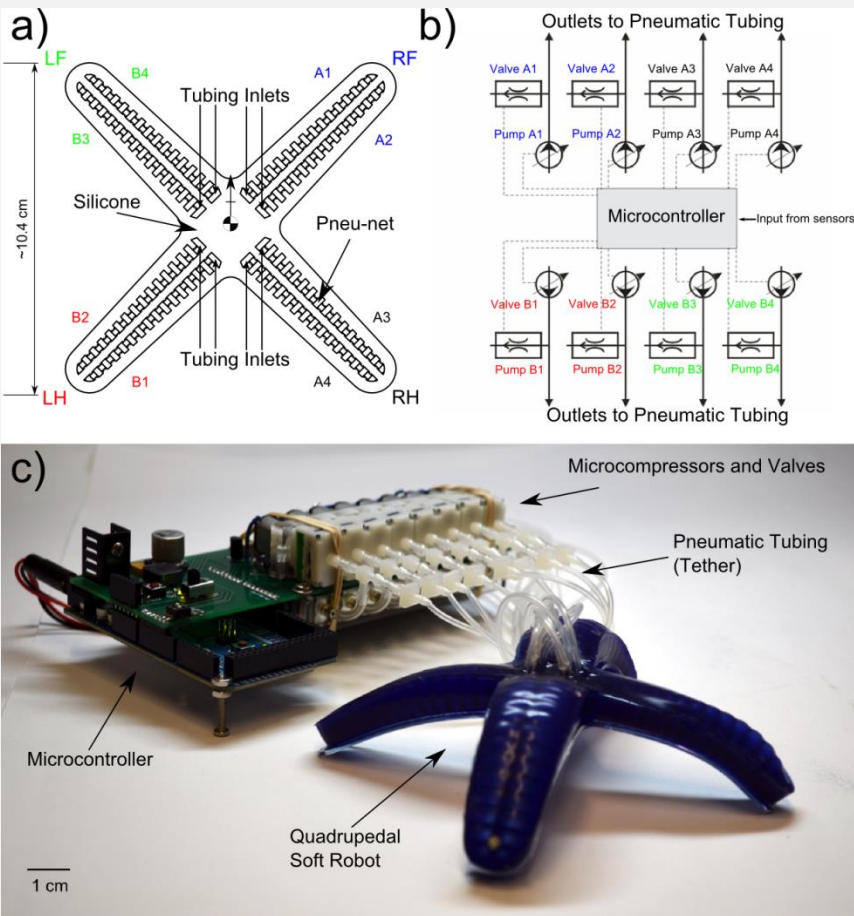 a)
LF
RF
B4
A1
Tubing Inlets
B3
A2
~10.4 cm
Silicone
Pneu-net
B2
A3
Tubing Inlets
B1
A4
LH
RH
b)
Outlets to Pneumatic Tubing
Valve A1
Valve A2
Valve A3
Valve A4
Pump A1
Pump A2
Pump A3
Pump A4
Microcontroller
Input from sensors
Valve B1
Valve B2
Valve B3
Valve B4
Pump B1
Pump B2
Pump B3
Pump B4
Outlets to Pneumatic Tubing
c)
Microcompressors and Valves
Pneumatic Tubing
(Tether)
Microcontroller
Quadrupedal
Soft Robot
1 cm